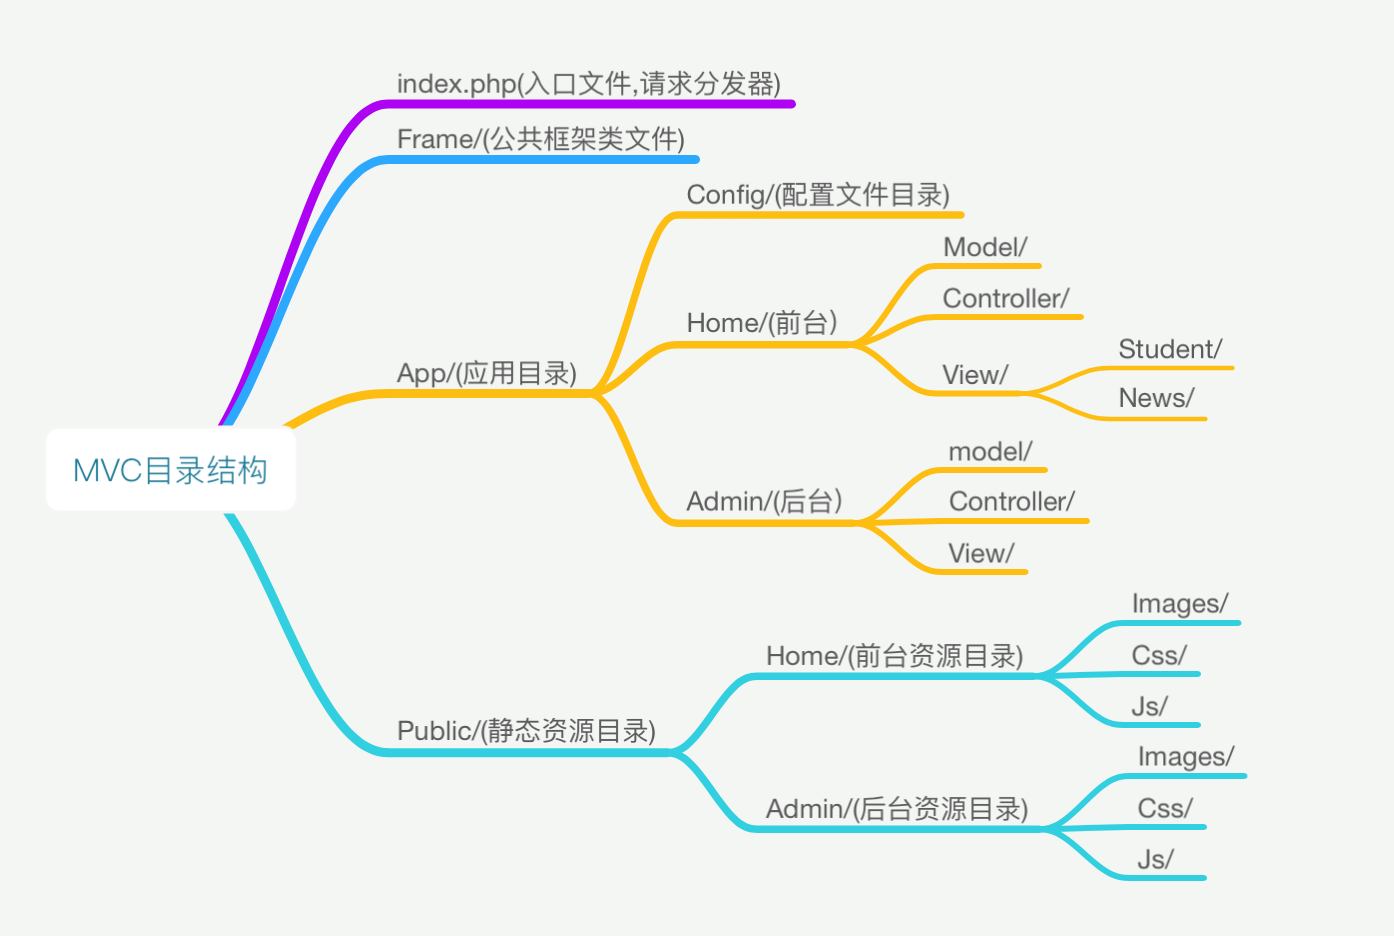 index.php(入口文件,请求分发器)
Frame/(公共框架类文件)
Config/(配置文件目录)
Model/
Controller/
Home/(前台）
Student/
View/
News/
App/(应用目录)
model/
Admin/(后台）
Controller/
View/
MVC目录结构
Images/
Home/(前台资源目录)
Css/
Js/
Public/(静态资源目录)
Images/
Admin/(后台资源目录)
Css/
Js/